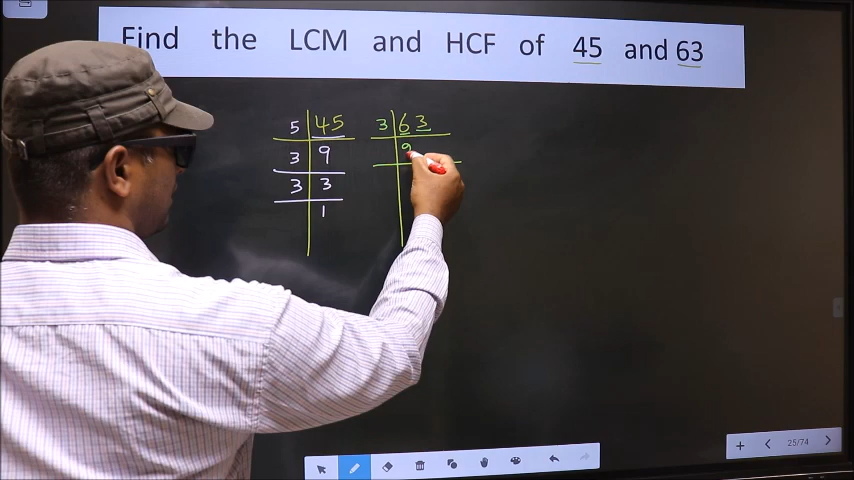 Find the LCM and HCF of 45 and 63
5 45 3 63
3 9 9
3 3
1
25/74